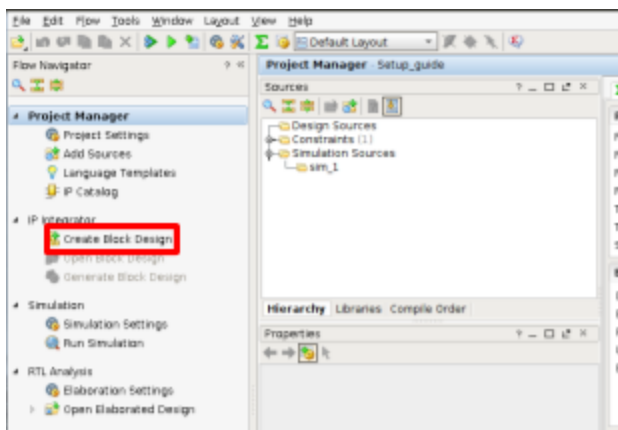 File Edit Flow Tools Window Layout View Help
Default Layout
Flow Navigator
Project Manager - Setup_guide
Sources
Project Manager
Project Settings
Add Sources
Language Templates
IP Catalog
IP Integrator
Create Block Design
Open Block Design
Generate Block Design
Simulation
Simulation Settings
Run Simulation
RTL Analysis
Elaboration Settings
Open Elaborated Design
Design Sources
Constraints (1)
Simulation Sources
sim_1
Hierarchy Libraries Compile Order
Properties